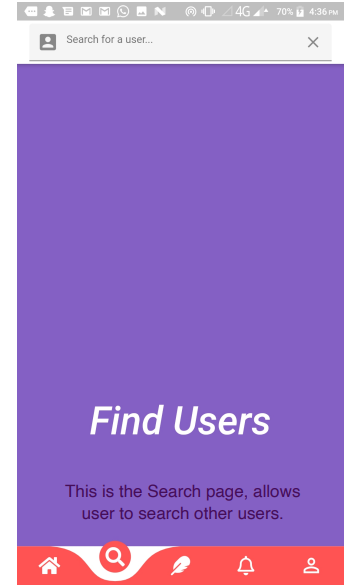 4G 70% 4:36 PM
Search for a user...
Find Users
This is the Search page, allows
user to search other users.